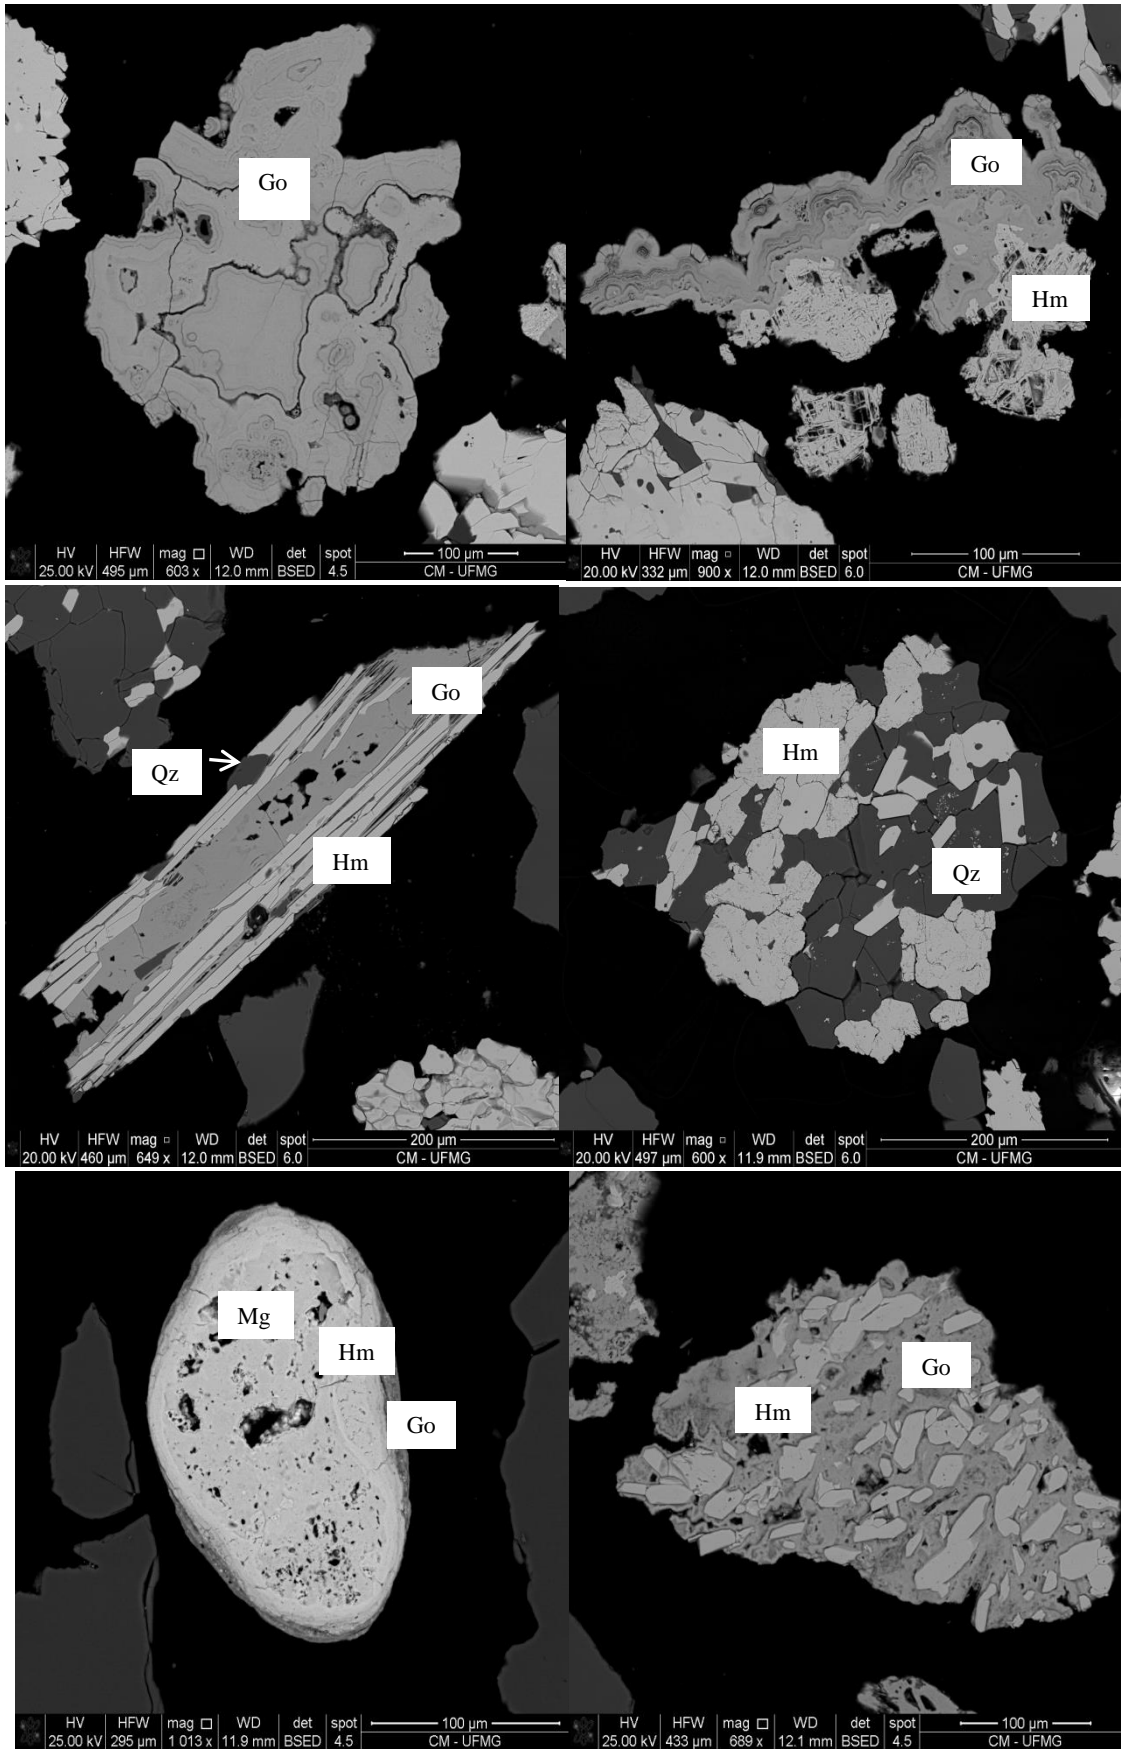 Go
Go
Hm
HV HFW mag WD det spot 100 µm
25.00 kV 495 µm 603 x 12.0 mm BSED 4.5 CM - UFMG
HV HFW mag WD det spot 100 µm
20.00 kV 332 µm 900 x 12.0 mm BSED 6.0 CM - UFMG
Go
Qz
Hm
Hm
Qz
HV HFW mag WD det spot 200 µm
20.00 kV 460 µm 649 x 12.0 mm BSED 6.0 CM - UFMG
HV HFW mag WD det spot 200 µm
20.00 kV 497 µm 600 x 11.9 mm BSED 6.0 CM - UFMG
Mg
Hm
Go
Go
Hm
HV HFW mag WD det spot 100 µm
25.00 kV 295 µm 1 013 x 11.9 mm BSED 4.5 CM - UFMG
HV HFW mag WD det spot 100 µm
25.00 kV 433 µm 689 x 12.1 mm BSED 4.5 CM - UFMG